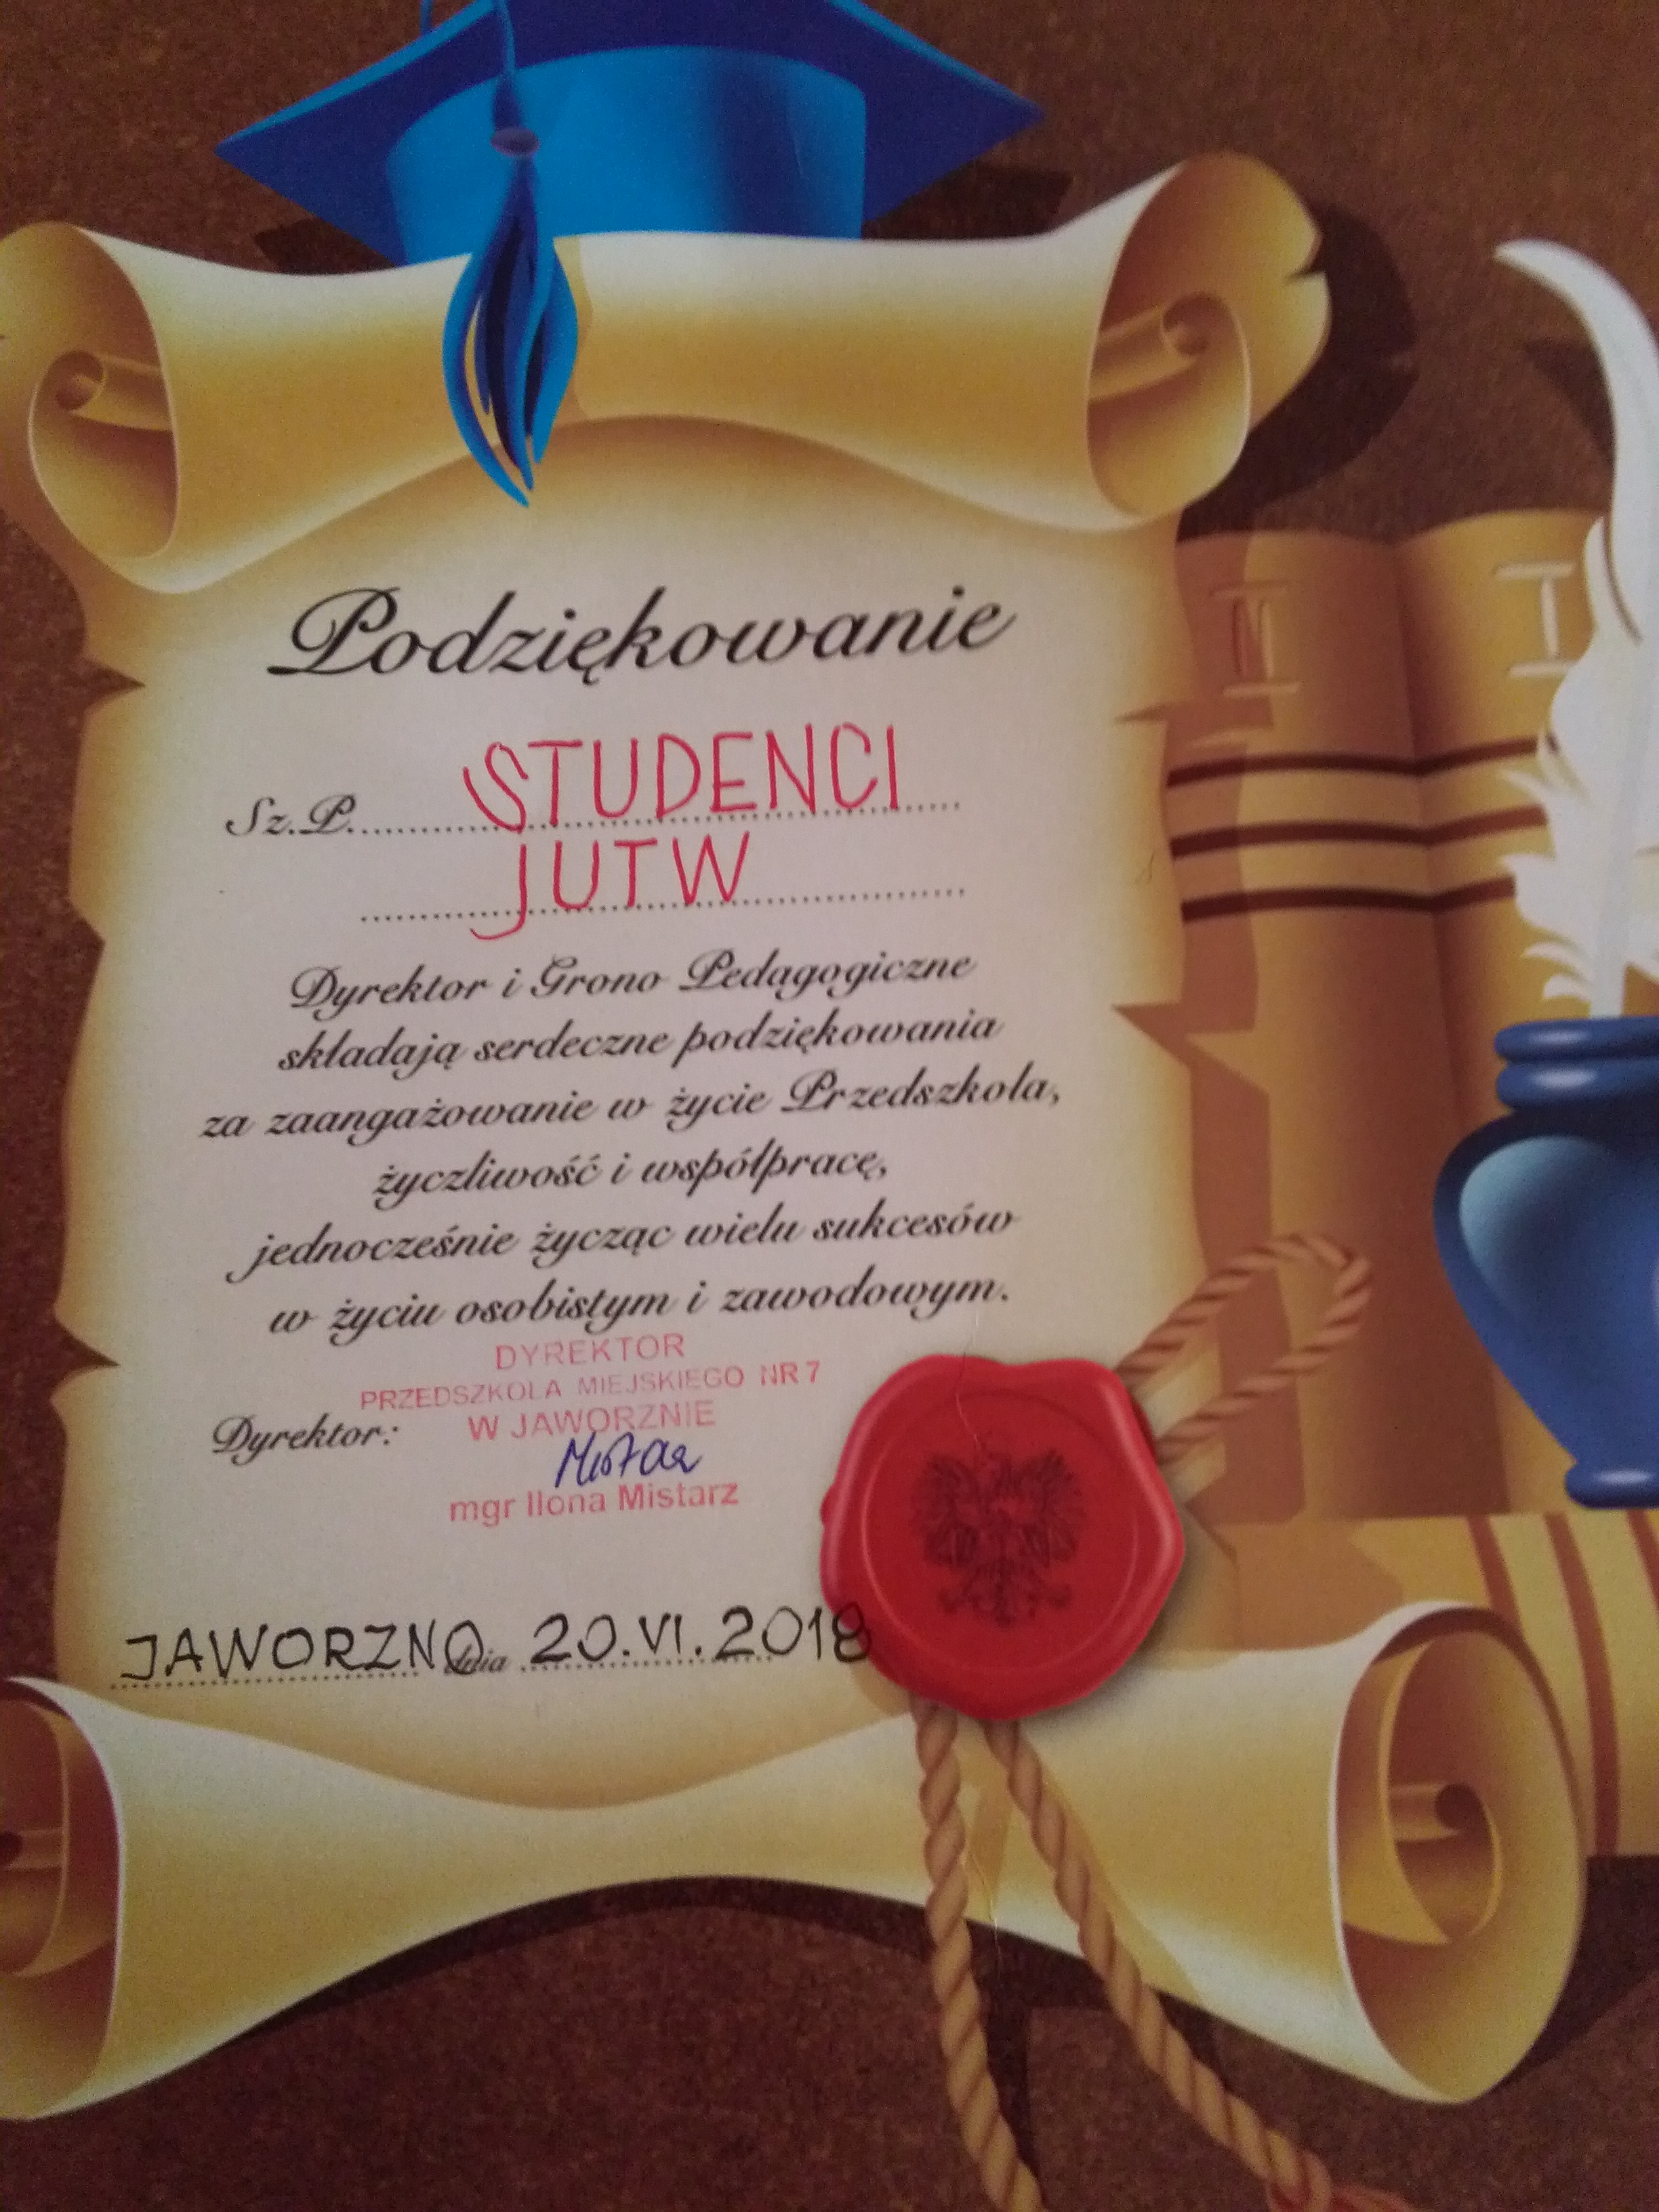 Podziękowanie
Sz.P. STUDENCI
JUTW
Dyrektor i Grono Pedagogiczne
składają serdeczne podziękowania
za zaangażowanie w życie Przedszkola,
życzliwość i współpracę,
jednocześnie życząc wielu sukcesów
w życiu osobistym i zawodowym.
DYREKTOR
PRZEDSZKOLA MIEJSKIEGO NR 7
Dyrektor: W JAWORZNIE
mgr Ilona Mistarz
JAWORZNO dnia 20.VI.2018